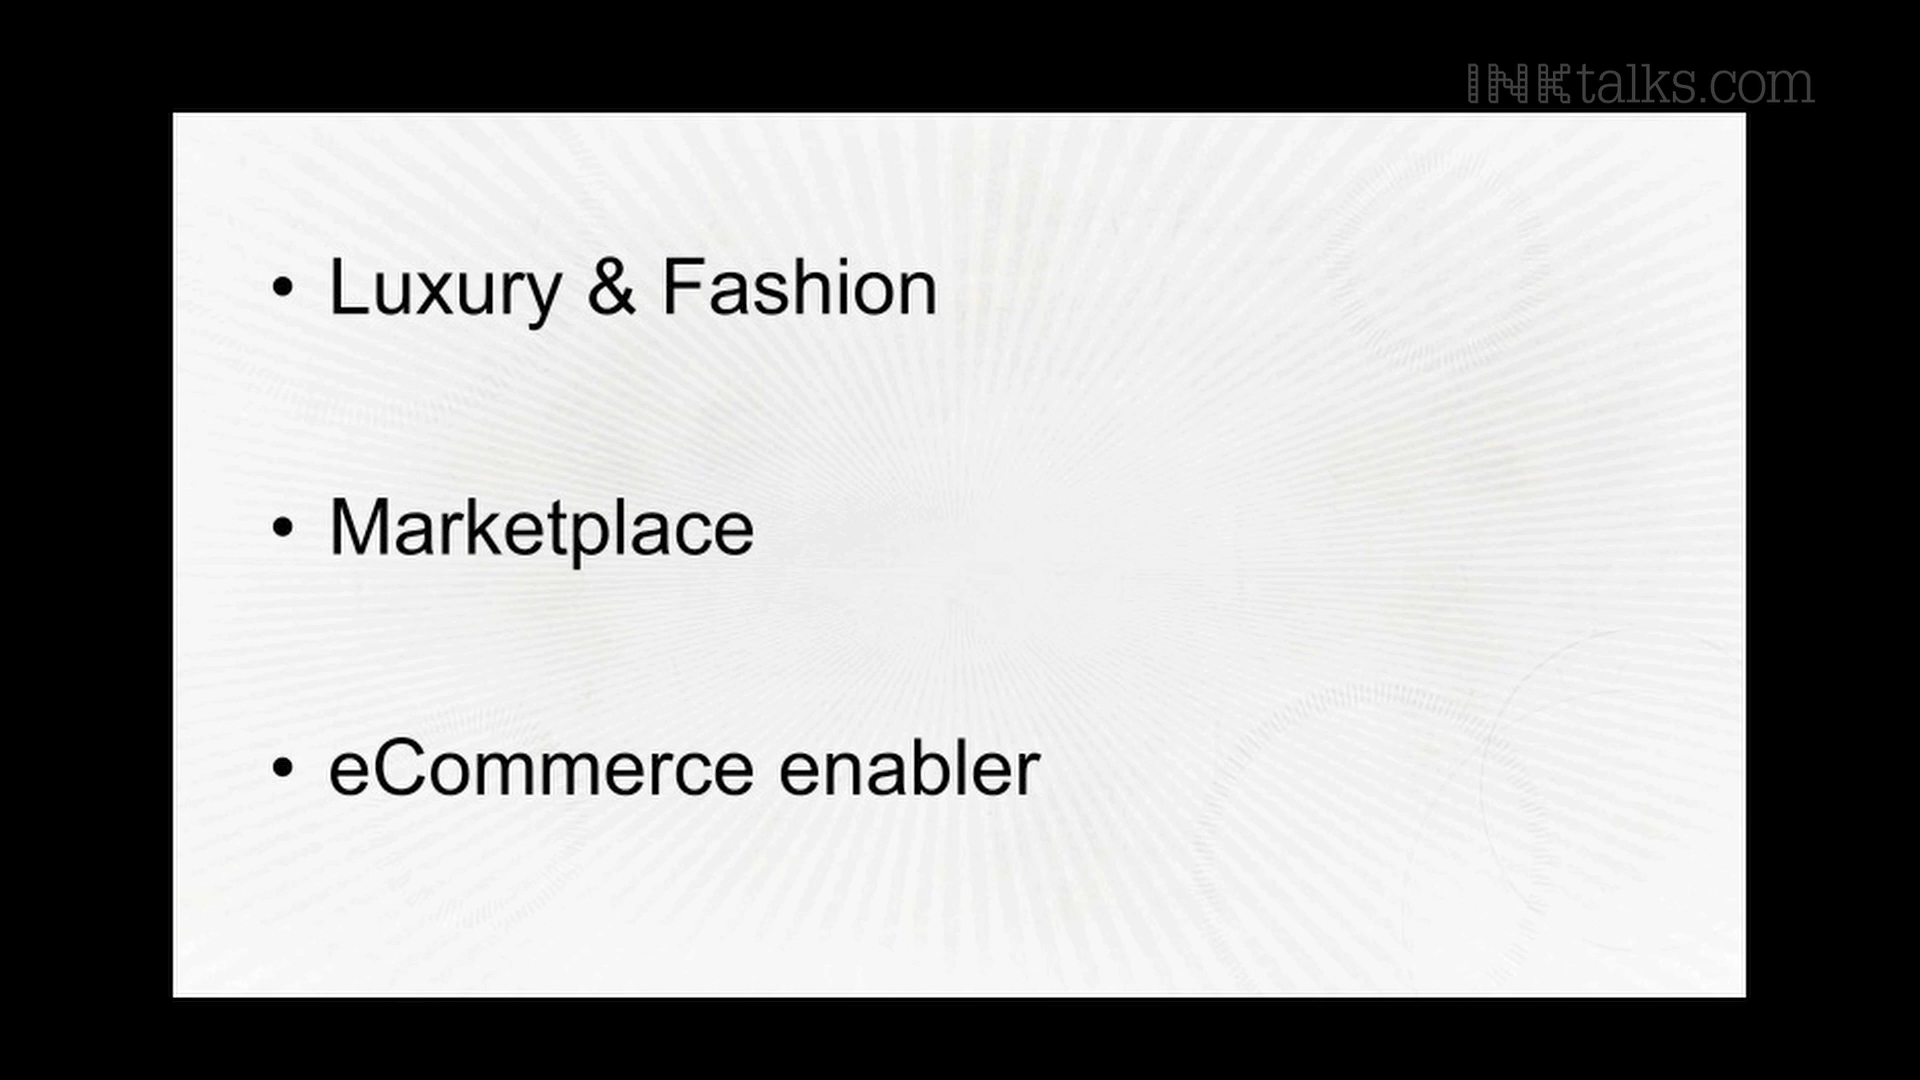 INKtalks.com
• Luxury & Fashion
• Marketplace
• eCommerce enabler